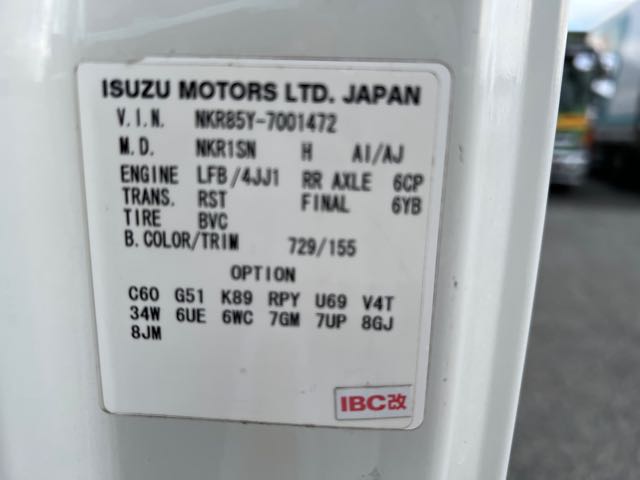 ISUZU MOTORS LTD. JAPAN
V.I.N. NKR85Y-7001472
M.D. NKR1SN H AI/AJ
ENGINE LFB/4JJ1 RR AXLE 6CP
TRANS. RST FINAL 6YB
TIRE BVC
B.COLOR/TRIM 729/155
OPTION
C60 G51 K89 RPY U69 V4T
34W 6UE 6WC 7GM 7UP 8GJ
8JM
IBC改